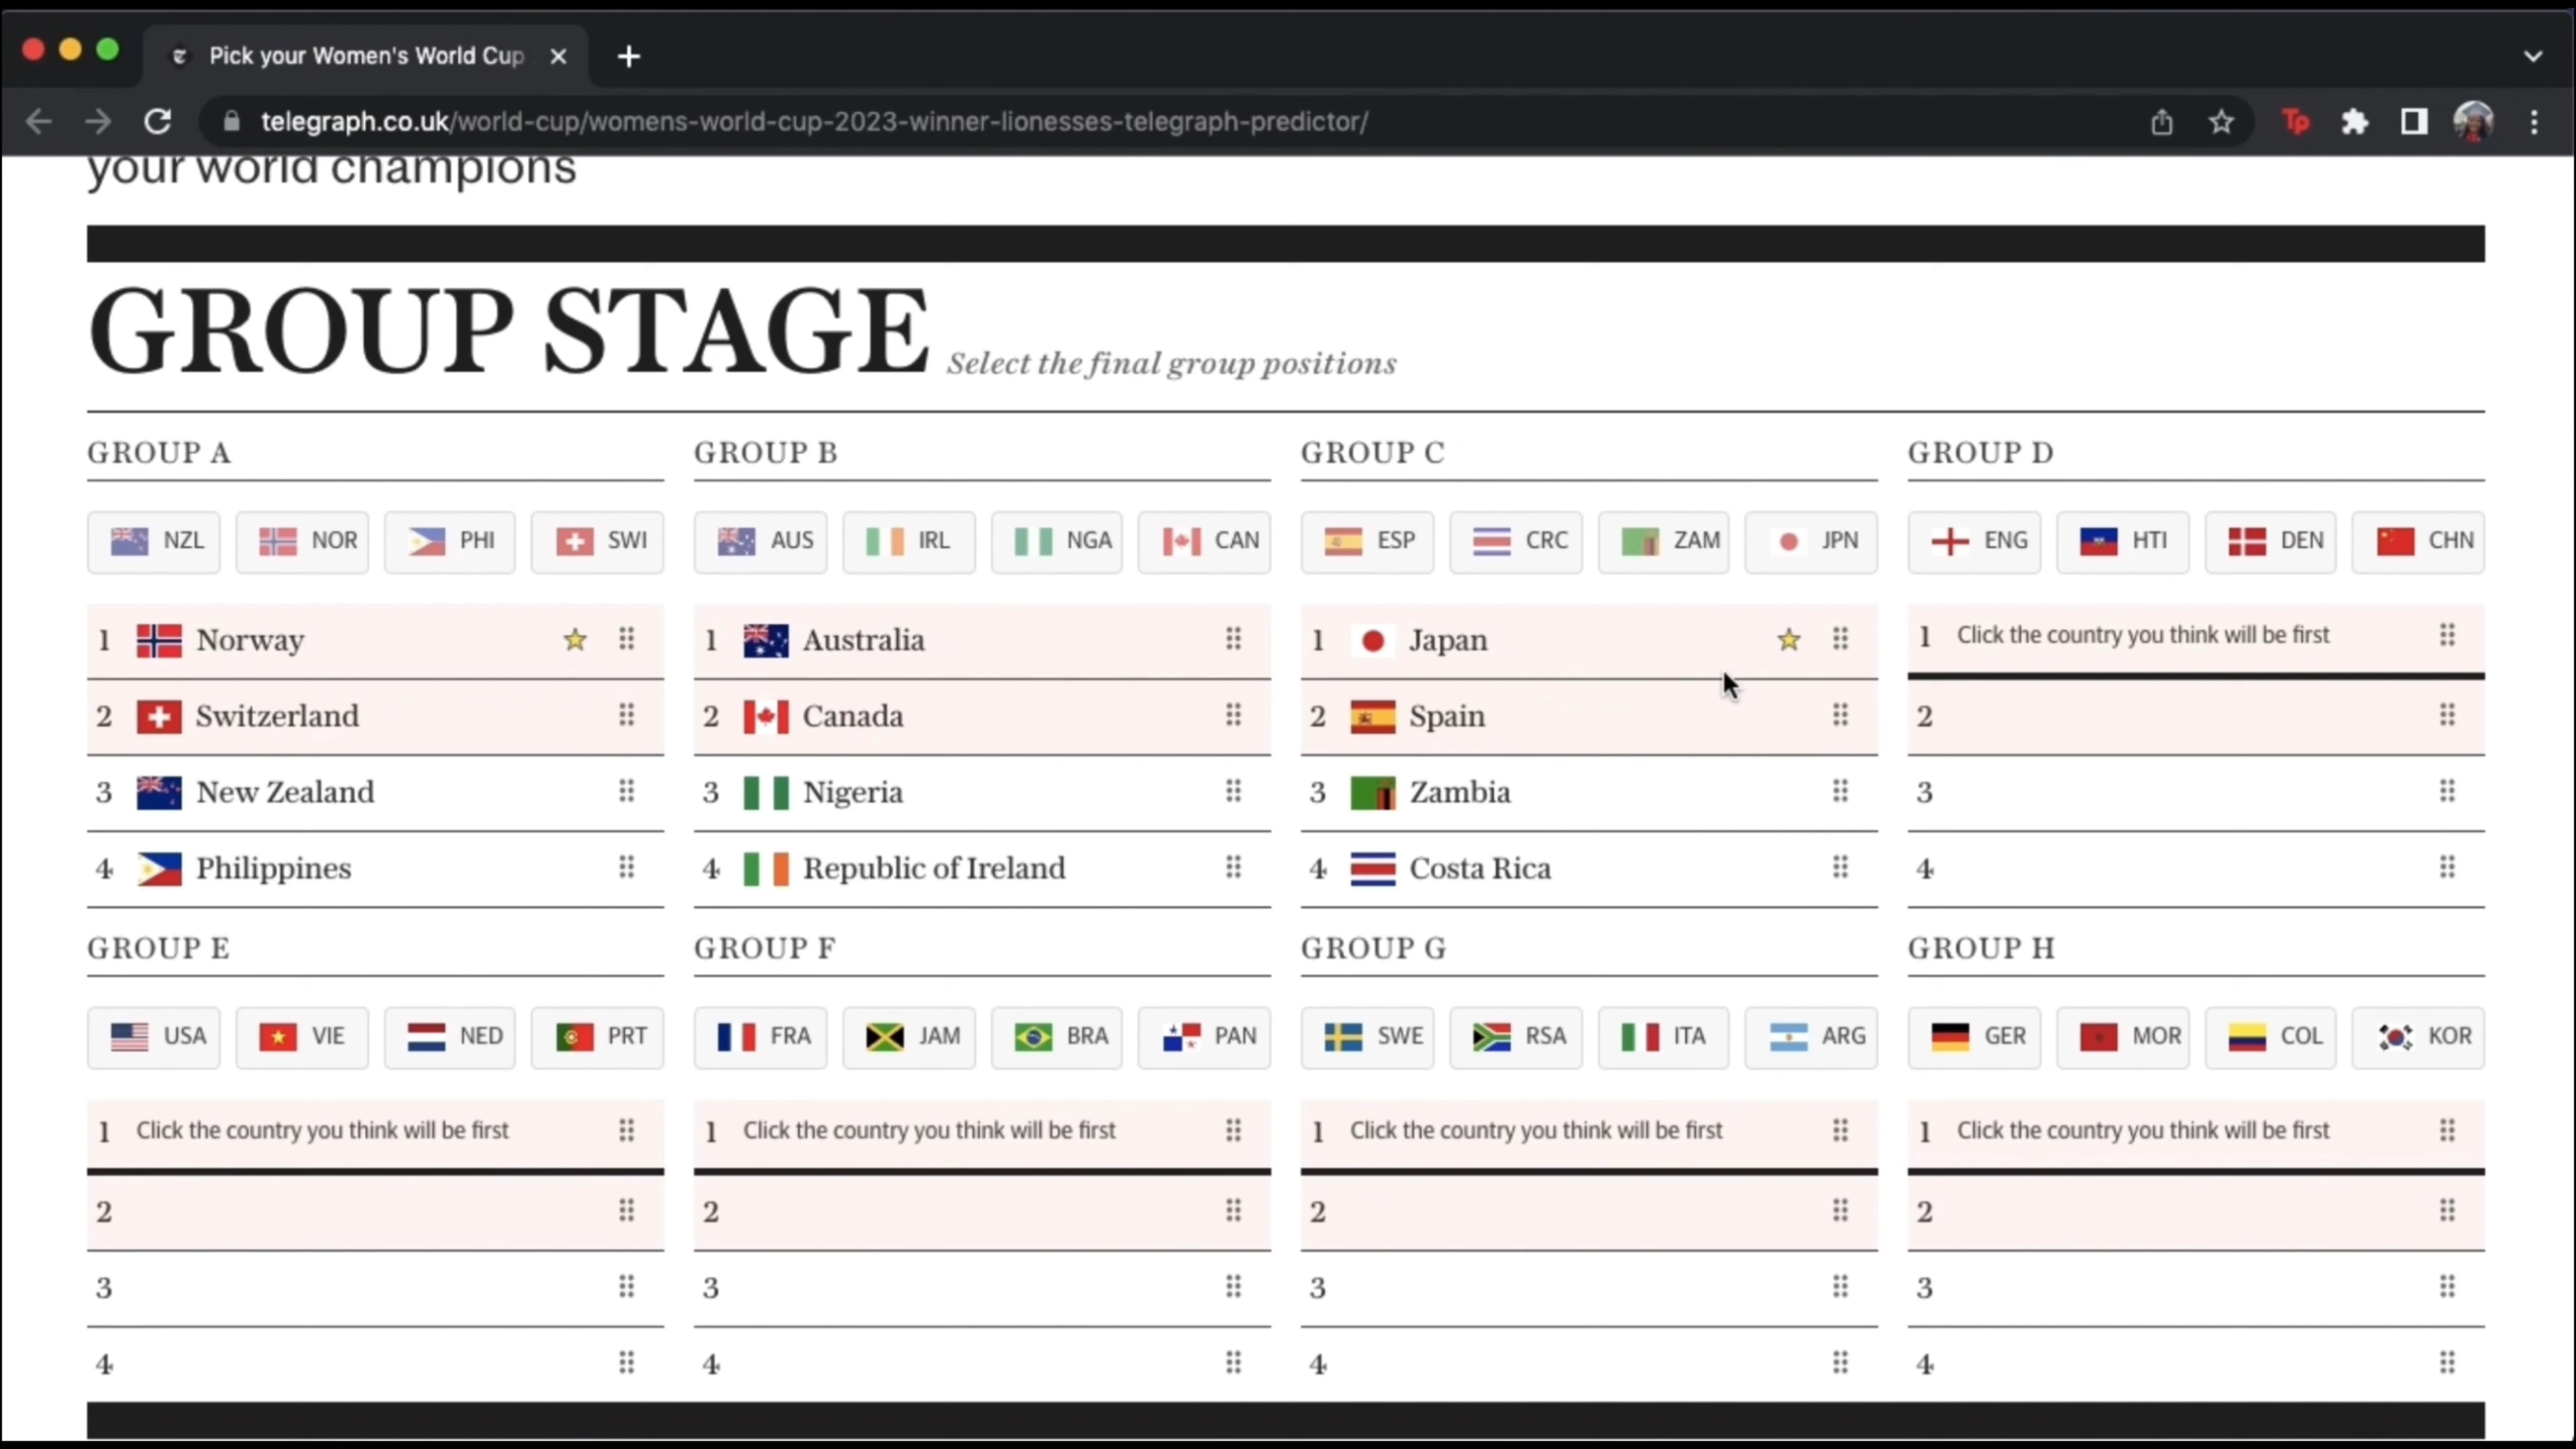 Pick your Women's World Cup
telegraph.co.uk/world-cup/womens-world-cup-2023-winner-lionesses-telegraph-predictor/
Tp
your world champions
GROUP STAGE Select the final group positions
GROUP A
NZL NOR PHI SWI
1 Norway
2 Switzerland
3 New Zealand
4 Philippines
GROUP B
AUS IRL NGA CAN
1 Australia
2 Canada
3 Nigeria
4 Republic of Ireland
GROUP C
ESP CRC ZAM JPN
1 Japan
2 Spain
3 Zambia
4 Costa Rica
GROUP D
ENG HTI DEN CHN
1 Click the country you think will be first
2
3
4
GROUP E
USA VIE NED PRT
1 Click the country you think will be first
2
3
4
GROUP F
FRA JAM BRA PAN
1 Click the country you think will be first
2
3
4
GROUP G
SWE RSA ITA ARG
1 Click the country you think will be first
2
3
4
GROUP H
GER MOR COL KOR
1 Click the country you think will be first
2
3
4